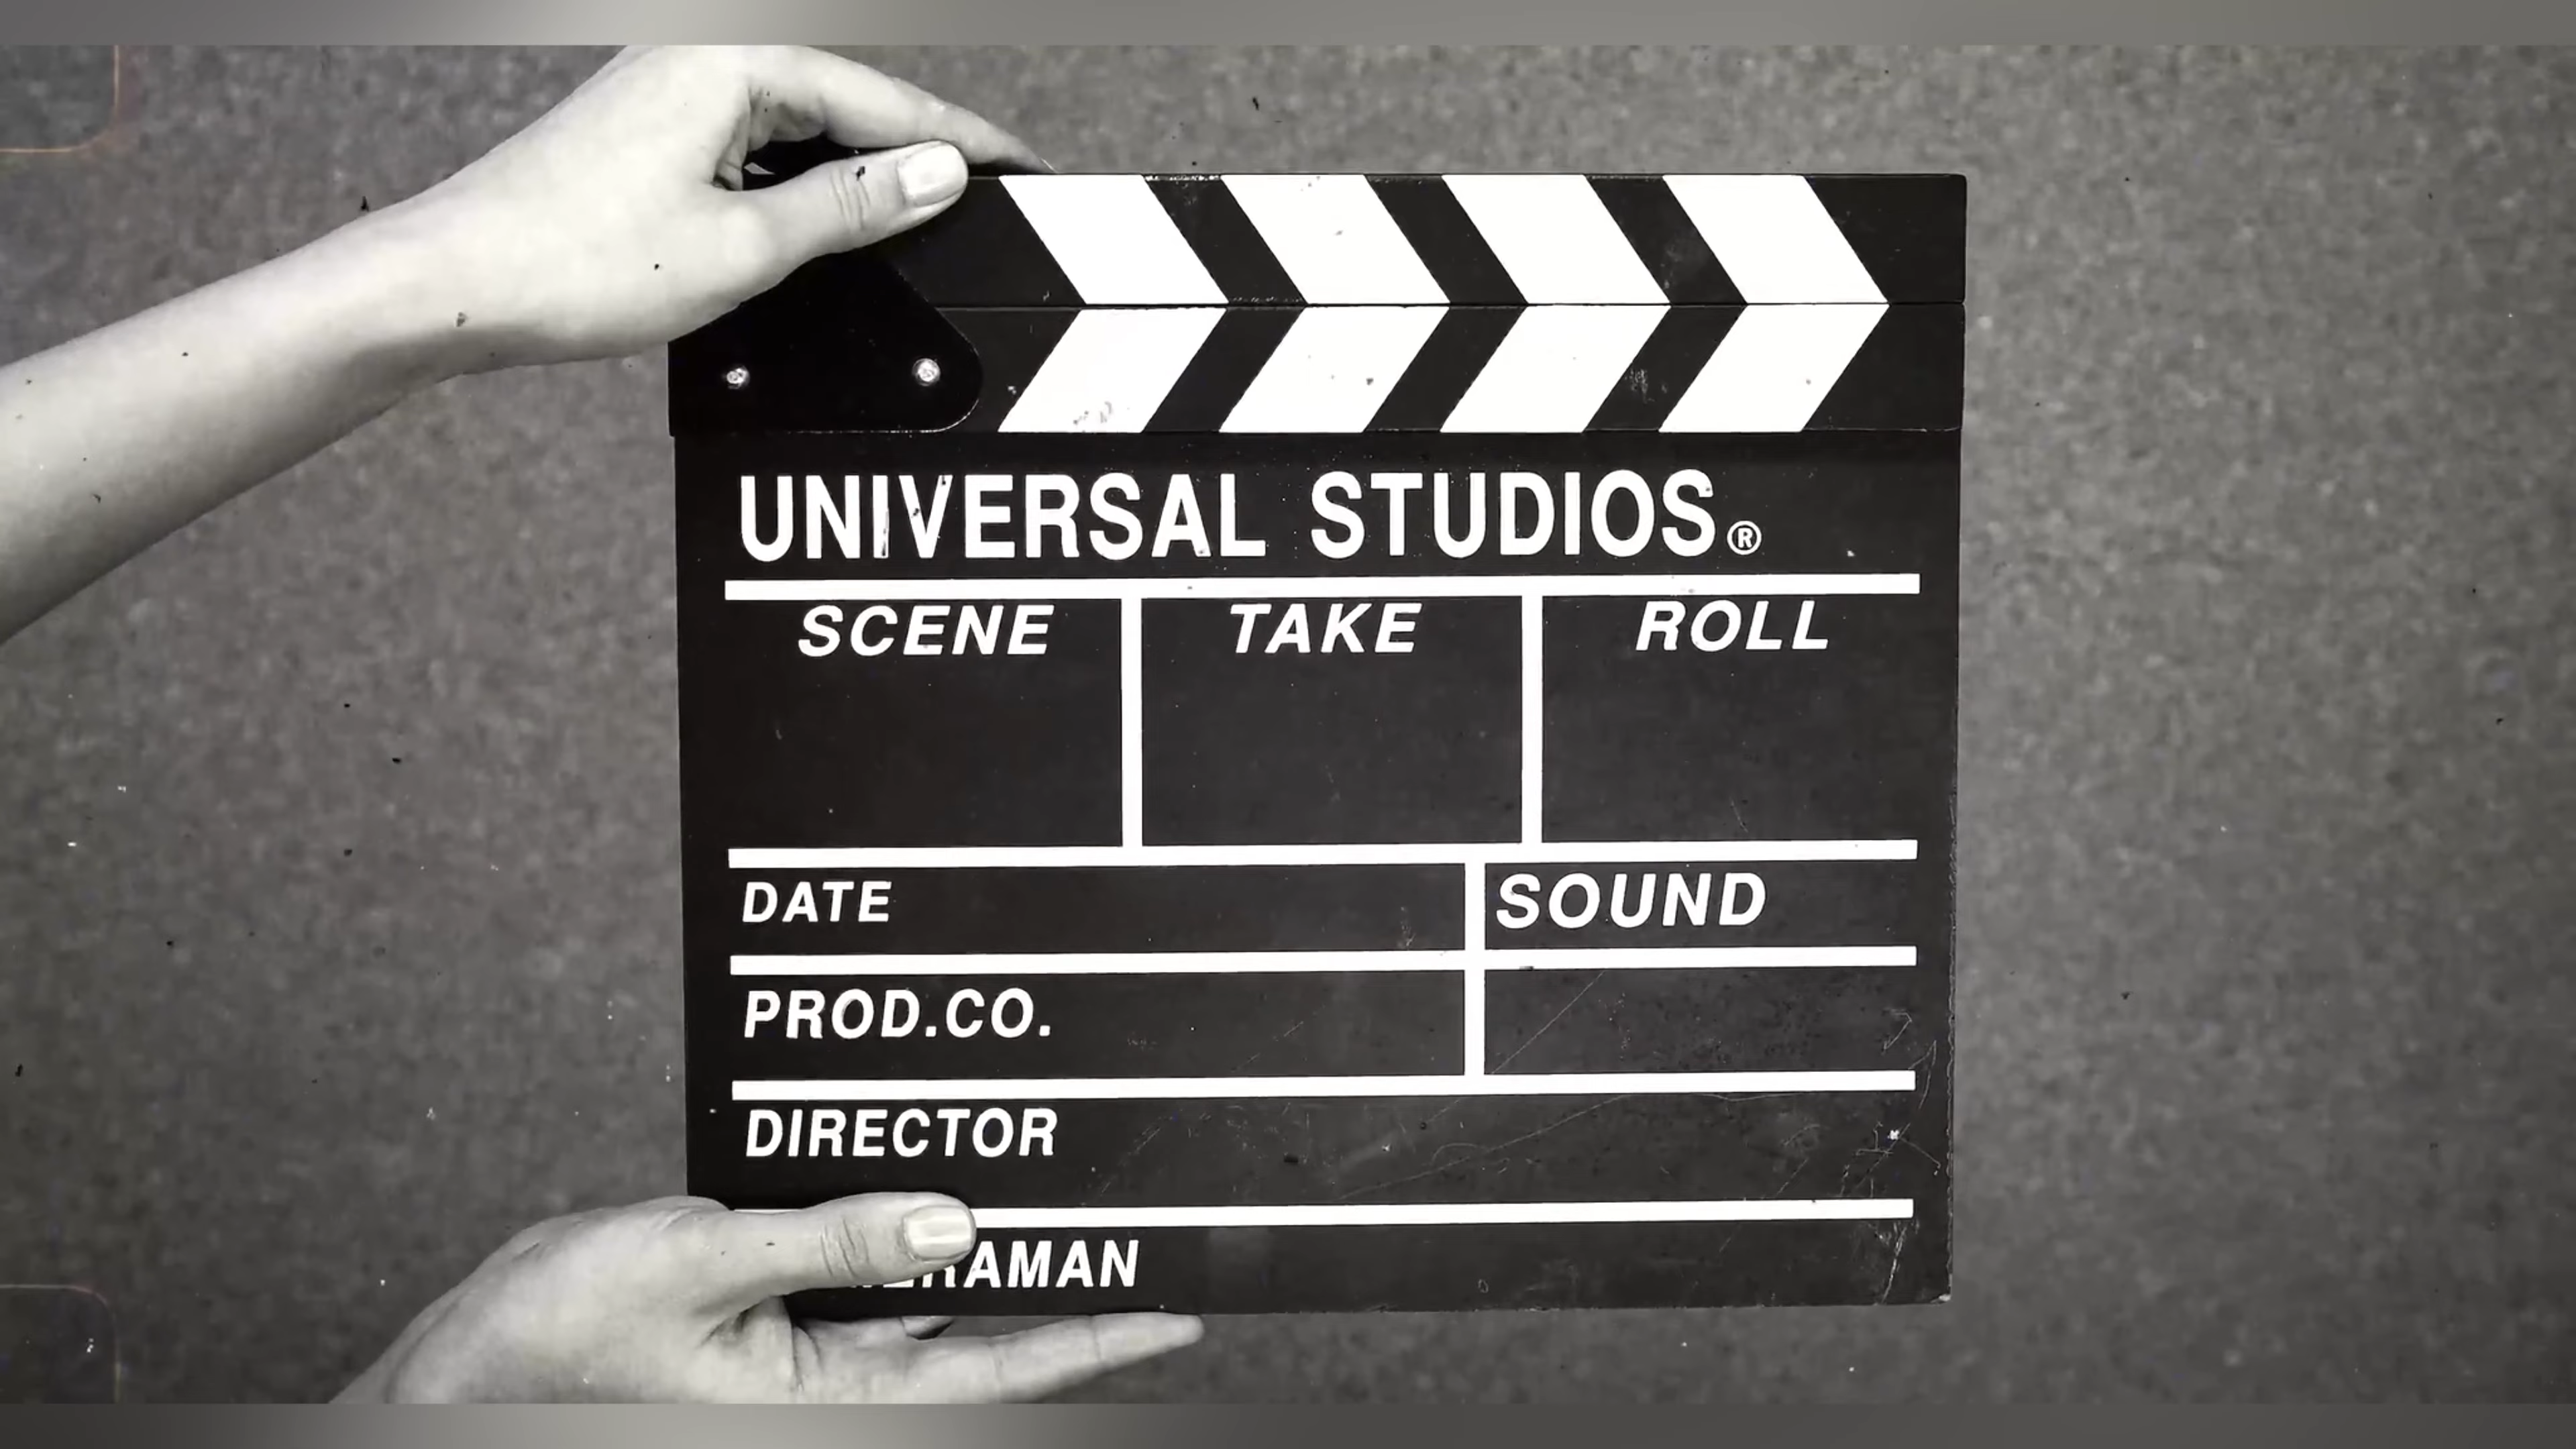 UNIVERSAL STUDIOS®
SCENE TAKE ROLL
DATE SOUND
PROD.CO.
DIRECTOR